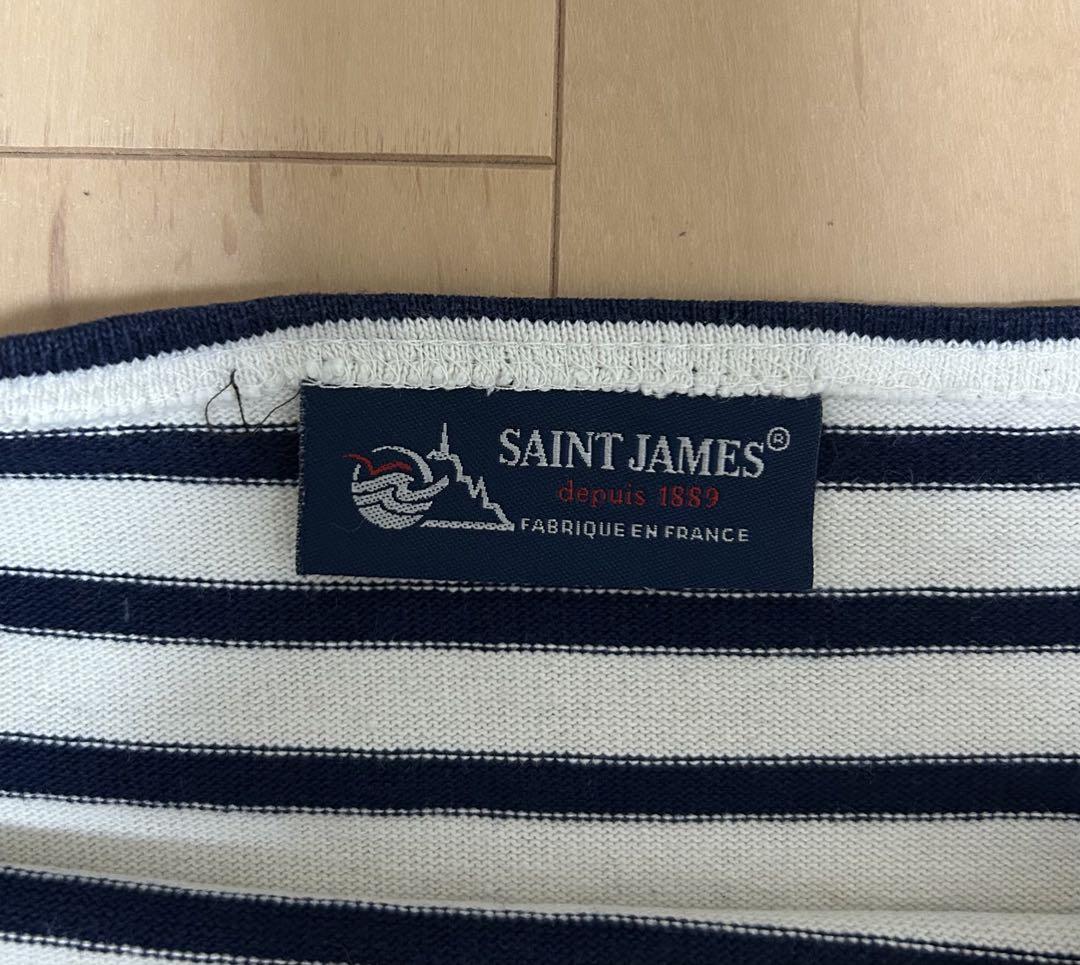 SAINT JAMES®
depuis 1889
FABRIQUE EN FRANCE